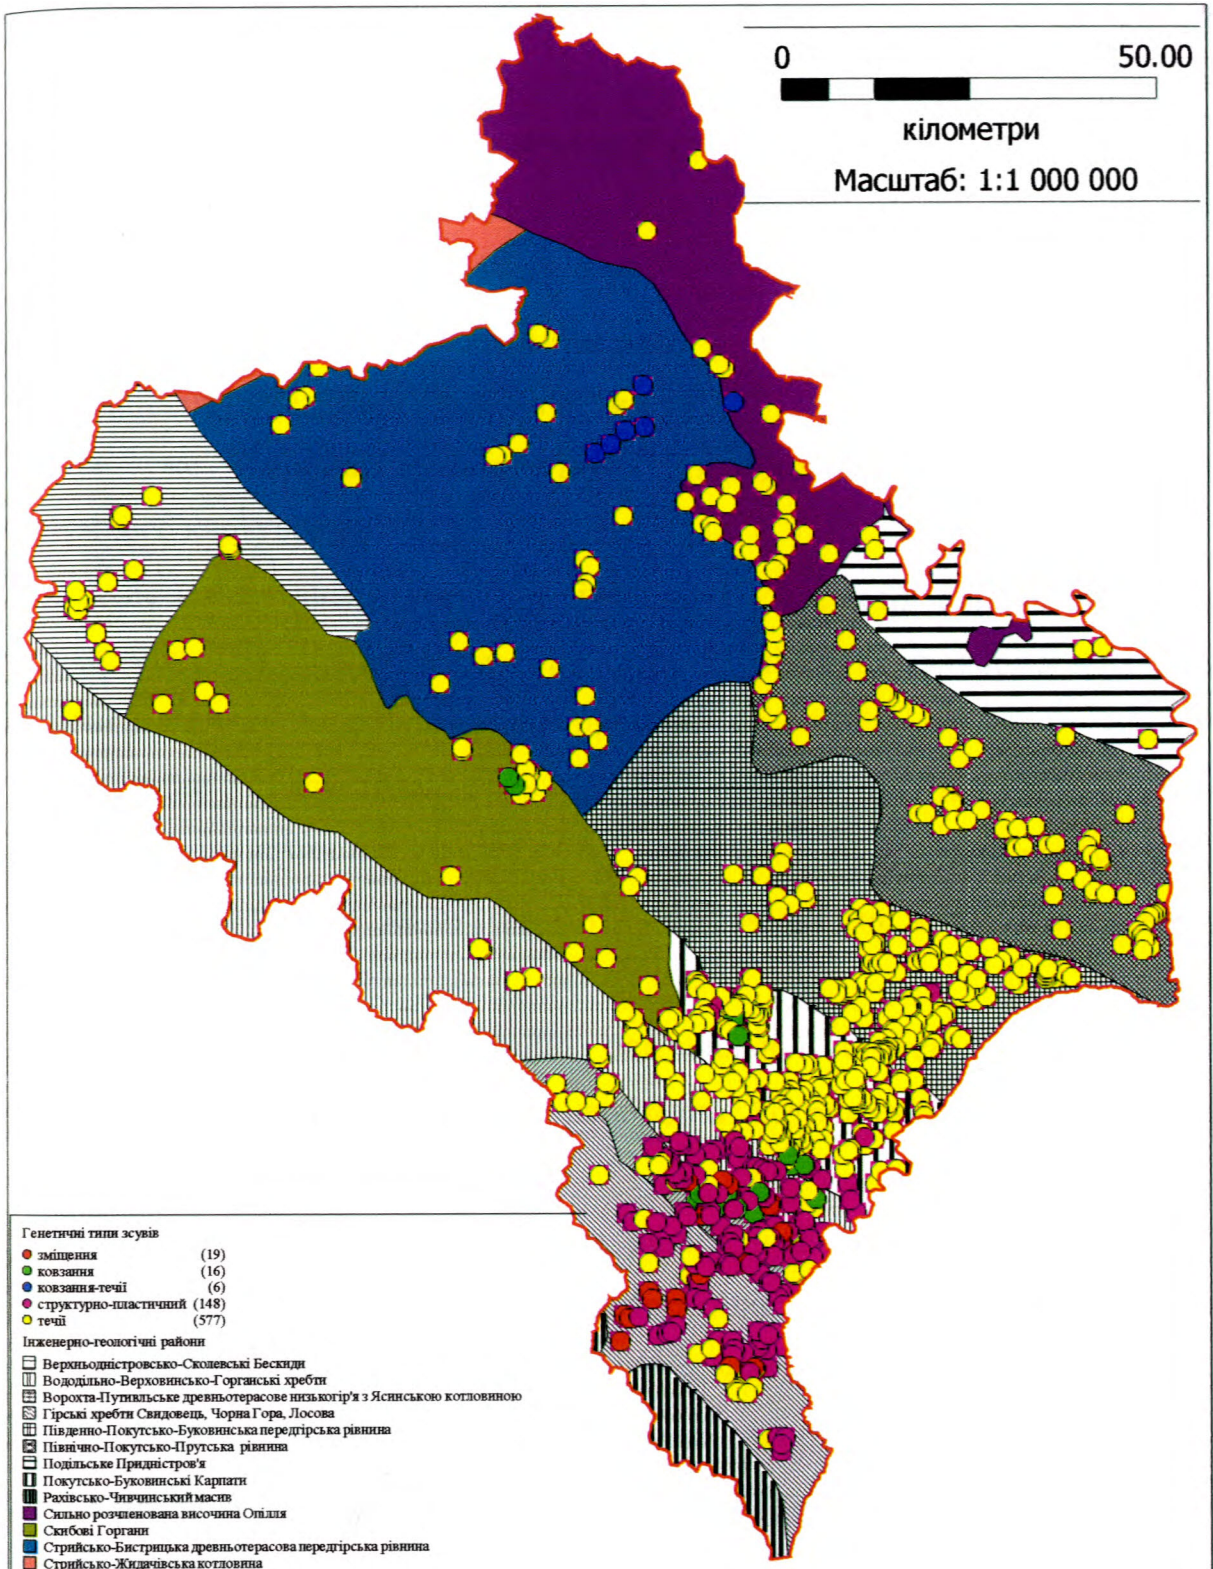 0 50.00
кілометри
Масштаб: 1:1 000 000
Генетичні типи зсувів
зміщення (19)
ковзання (16)
ковзання-течії (6)
структурно-пластичний (148)
течії (577)
Інженерно-геологічні райони
Верхньодністровсько-Сколевські Бескиди
Вододільно-Верховинсько-Горганські хребти
Ворохта-Путильське древньотерасове низькогір'я з Ясинською котловиною
Гірські хребти Свидовець, Чорна Гора, Лосова
Південно-Покутсько-Буковинська передгірська рівнина
Північно-Покутсько-Прутська рівнина
Подільське Придністров'я
Покутсько-Буковинські Карпати
Рахівсько-Чивчинський масив
Сильно розчленована височина Опілля
Скибові Горгани
Стрийсько-Бистрицька древньотерасова передгірська рівнина
Стрийсько-Жидачівська котловина